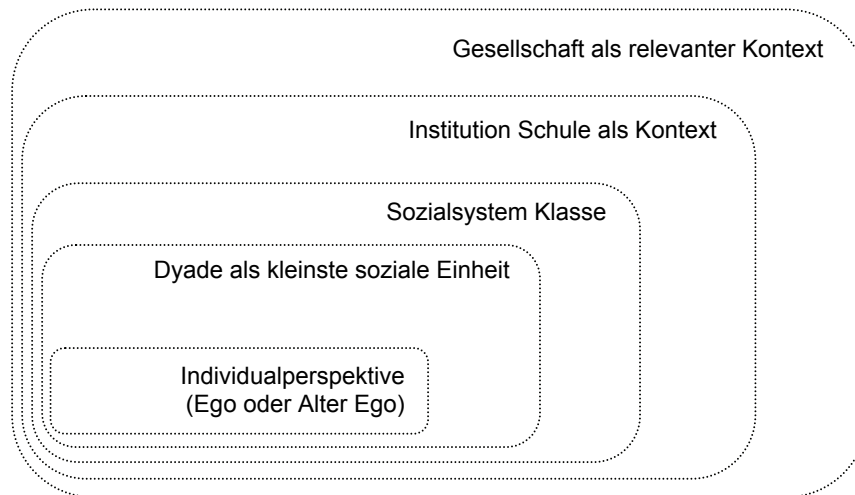 Gesellschaft als relevanter Kontext
Institution Schule als Kontext
Sozialsystem Klasse
Dyade als kleinste soziale Einheit
Individualperspektive
(Ego oder Alter Ego)